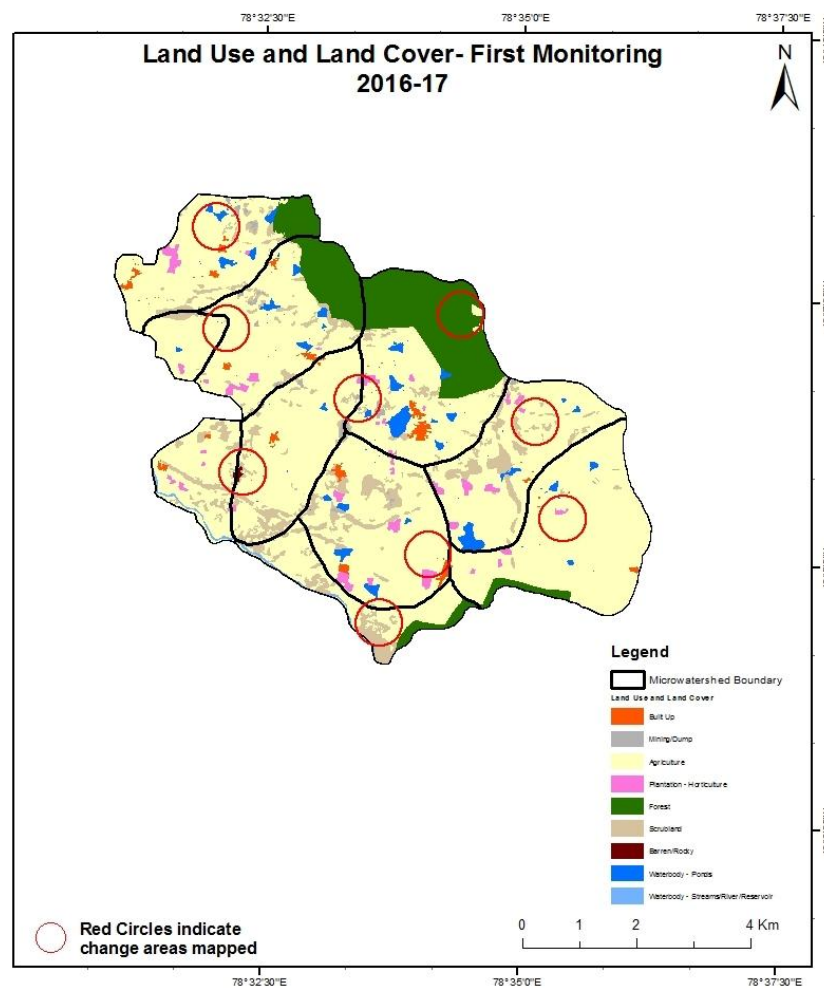 78°32'30"E 78°35'0"E 78°37'30"E
Land Use and Land Cover- First Monitoring
2016-17
N
Legend
Microwatershed Boundary
Land Use and Land Cover
Built Up
Mining/Dump
Agriculture
Plantation - Horticulture
Forest
Scrubland
Barren/Rocky
Waterbody - Ponds
Waterbody - Streams/River/Reservoir
Red Circles indicate
change areas mapped
0 1 2 4 Km
78°32'30"E 78°35'0"E 78°37'30"E